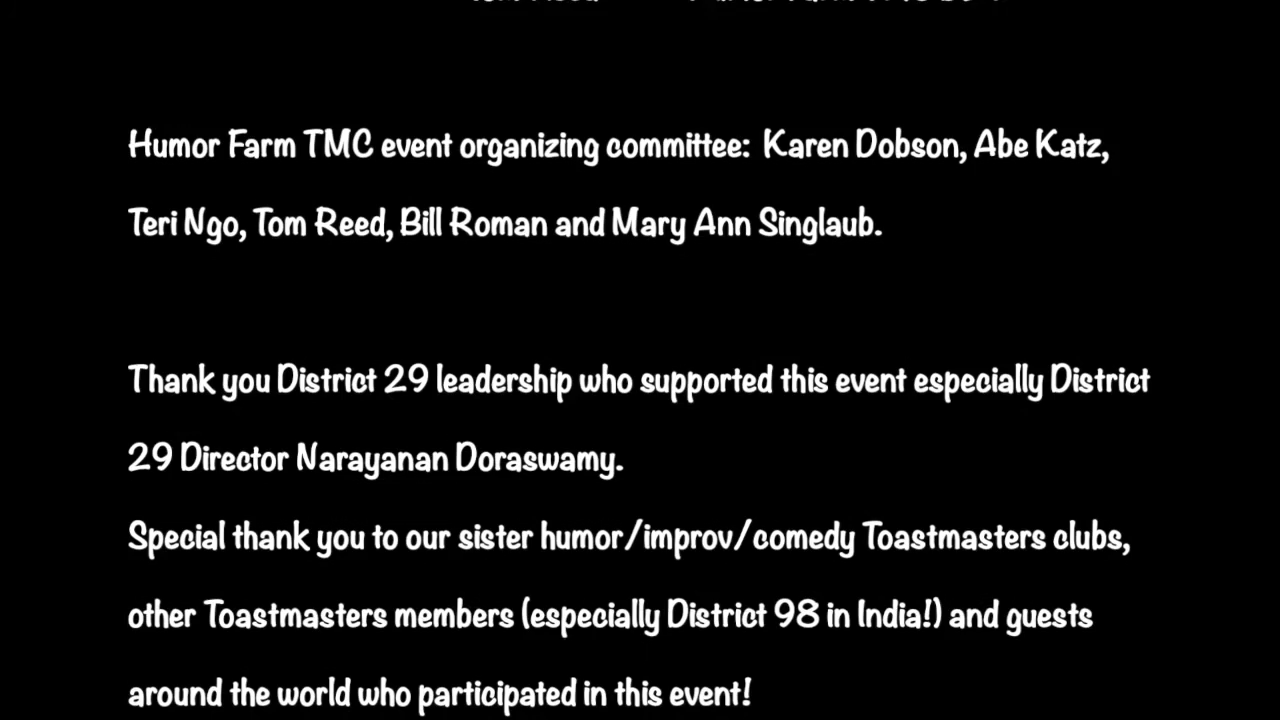 Humor Farm TMC event organizing committee: Karen Dobson, Abe Katz,
Teri Ngo, Tom Reed, Bill Roman and Mary Ann Singlaub.
Thank you District 29 leadership who supported this event especially District
29 Director Narayanan Doraswamy.
Special thank you to our sister humor/improv/comedy Toastmasters clubs,
other Toastmasters members (especially District 98 in India!) and guests
around the world who participated in this event!